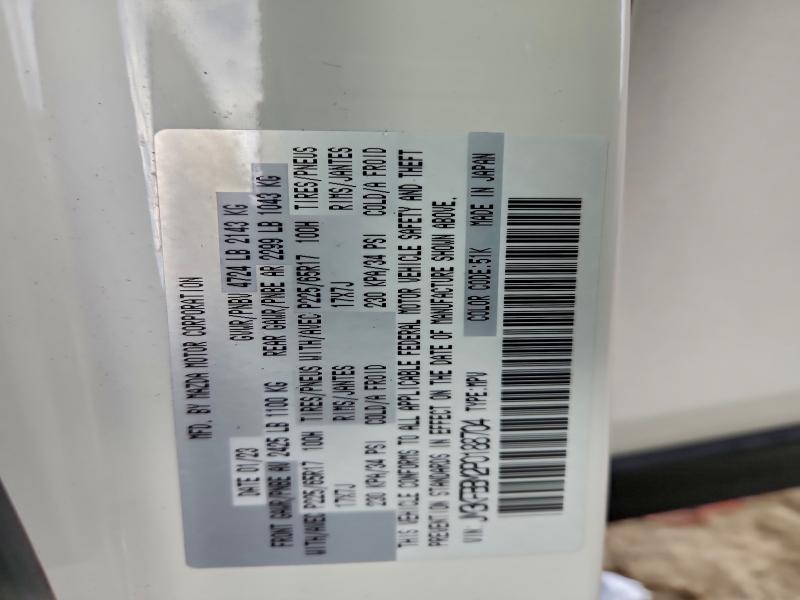 MFD. BY MAZDA MOTOR CORPORATION
DATE 01/23 GVWR/PNBV 4724 LB 2143 KG
FRONT GAWR/PNBE AV 2425 LB 1100 KG REAR GAWR/PNBE AR 2299 LB 1043 KG
WITH/AVEC P225/65R17 100H TIRES/PNEUS WITH/AVEC P225/65R17 100H TIRES/PNEUS
17X7J RIMS/JANTES 17X7J RIMS/JANTES
230 KPA/34 PSI COLD/A FROID 230 KPA/34 PSI COLD/A FROID
THIS VEHICLE CONFORMS TO ALL APPLICABLE FEDERAL MOTOR VEHICLE SAFETY AND THEFT
PREVENTION STANDARDS IN EFFECT ON THE DATE OF MANUFACTURE SHOWN ABOVE.
VIN: TYPE:MPV COLOR CODE:51K MADE IN JAPAN